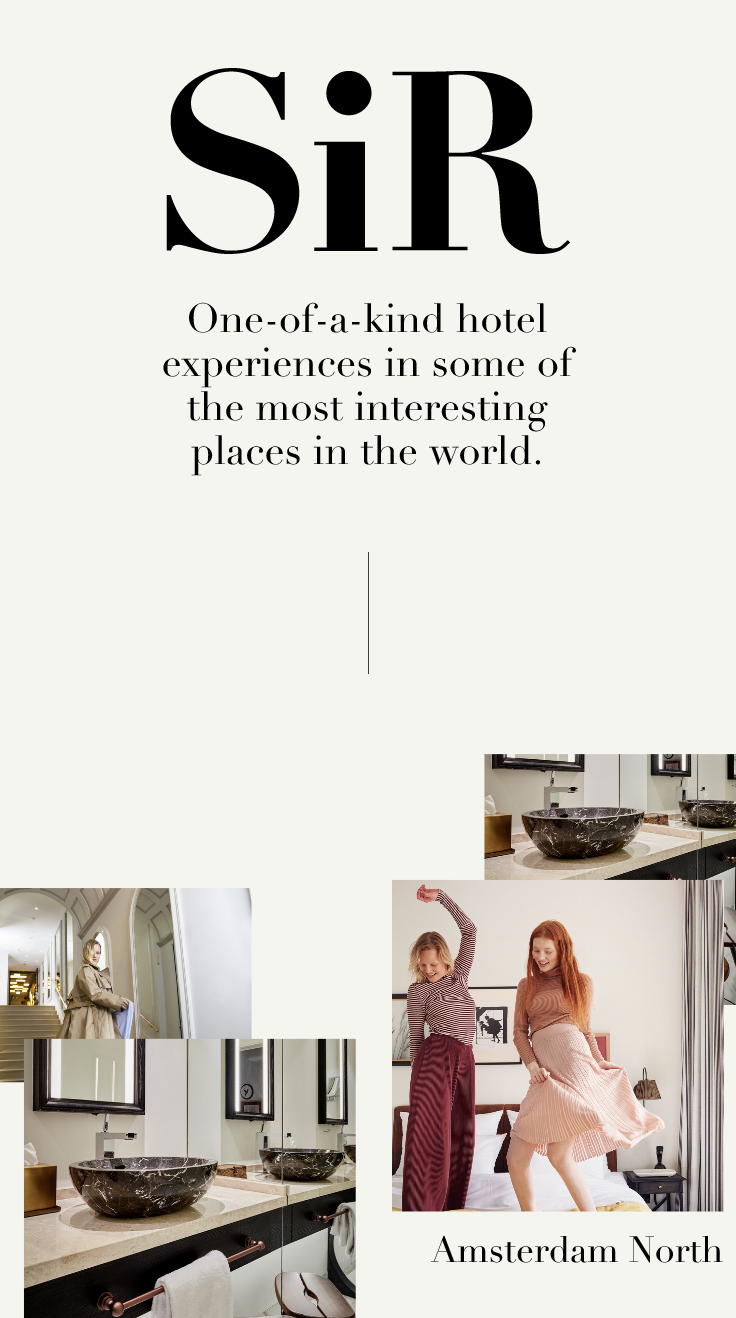 SiR
One-of-a-kind hotel
experiences in some of
the most interesting
places in the world.
Amsterdam North